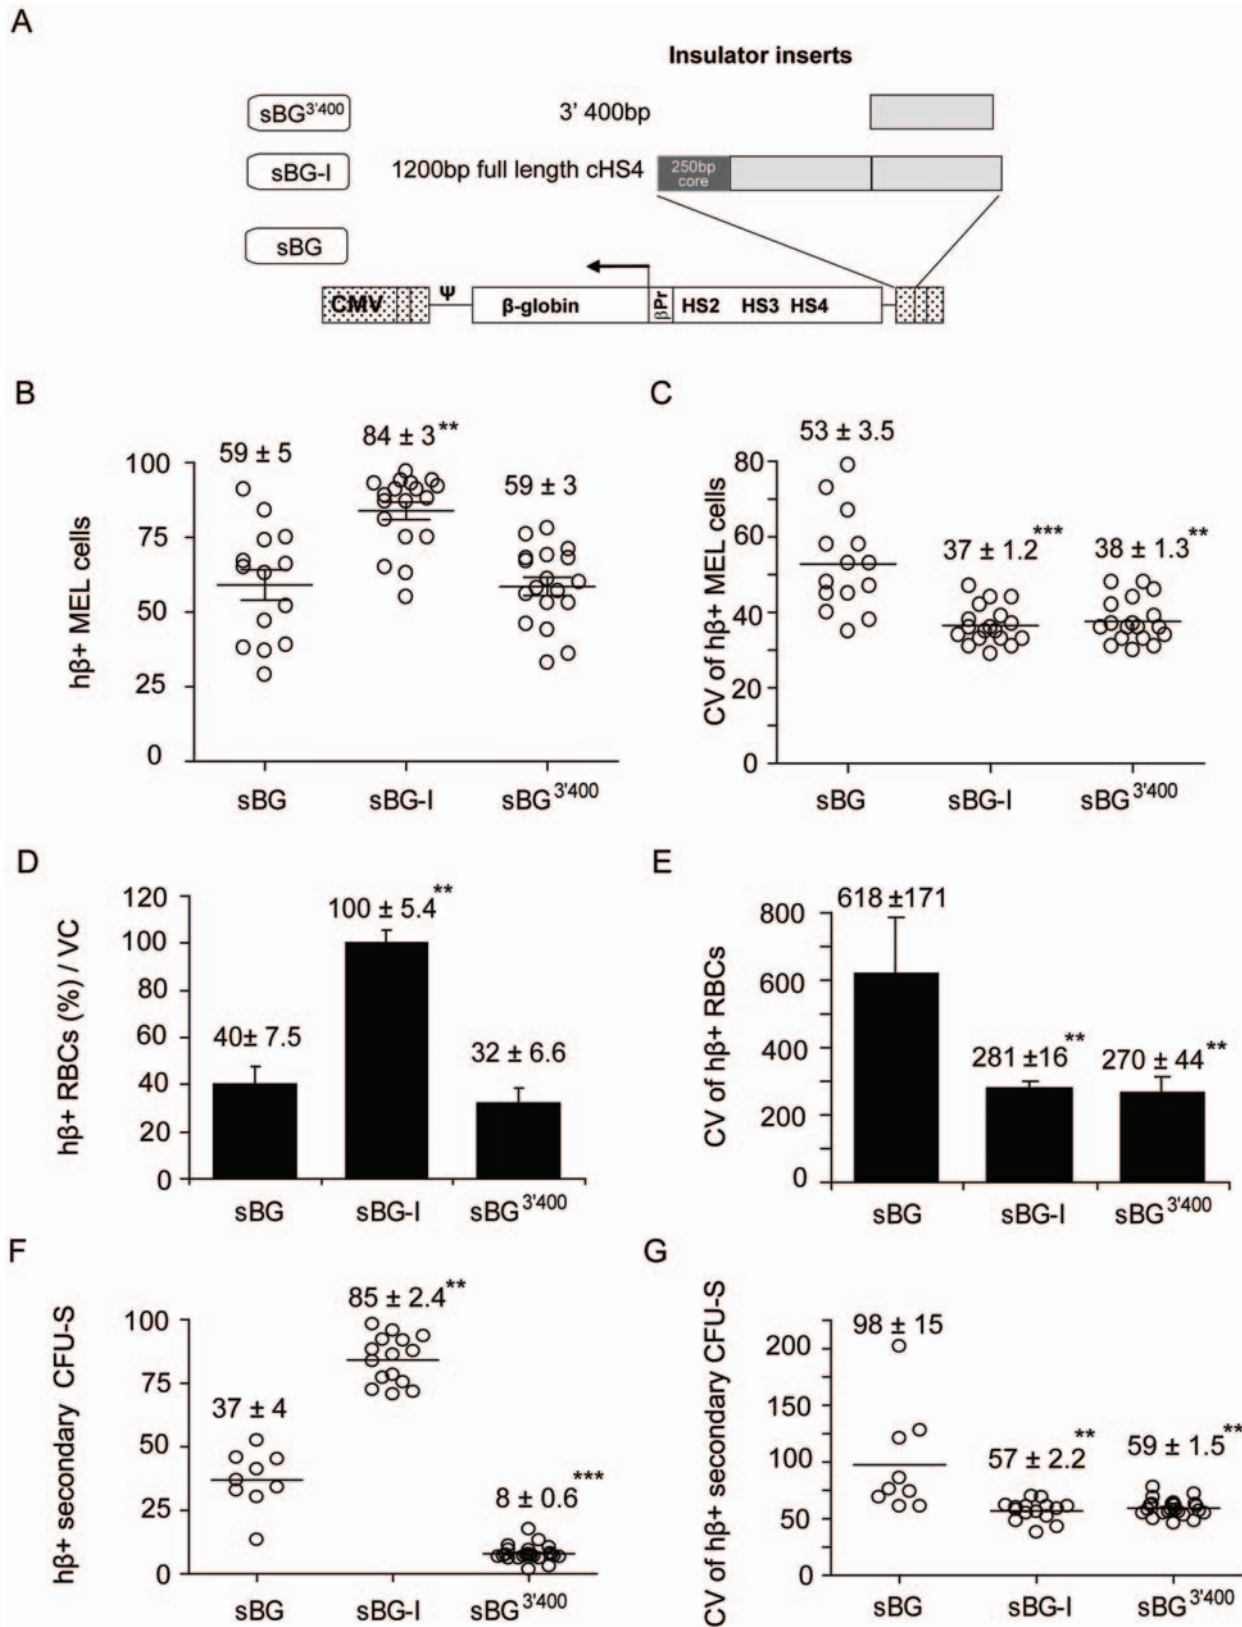 A
Insulator inserts
sBG3'400
3' 400bp
sBG-I
1200bp full length cHS4
250bp
core
sBG
CMV
Ψ
β-globin
βPr
HS2 HS3 HS4
B
59 ± 5
84 ± 3**
59 ± 3
hβ+ MEL cells
100
75
50
25
0
sBG
sBG-I
sBG3'400
C
53 ± 3.5
37 ± 1.2***
38 ± 1.3**
CV of hβ+ MEL cells
80
60
40
20
0
sBG
sBG-I
sBG3'400
D
hβ+ RBCs (%) / VC
120
100
80
60
40
20
0
40± 7.5
100 ± 5.4**
32 ± 6.6
sBG
sBG-I
sBG3'400
E
CV of hβ+ RBCs
800
600
400
200
0
618 ±171
281 ±16**
270 ± 44**
sBG
sBG-I
sBG3'400
F
hβ+ secondary CFU-S
100
75
50
25
0
37 ± 4
85 ± 2.4**
8 ± 0.6***
sBG
sBG-I
sBG3'400
G
CV of hβ+ secondary CFU-S
200
150
100
50
0
98 ± 15
57 ± 2.2**
59 ± 1.5**
sBG
sBG-I
sBG3'400